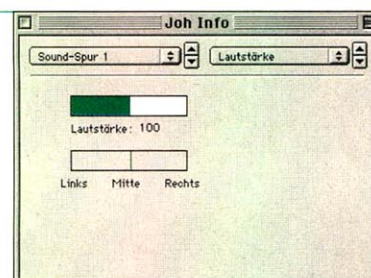 Joh Info
Sound-Spur 1 Lautstärke
Lautstärke: 100
Links Mitte Rechts